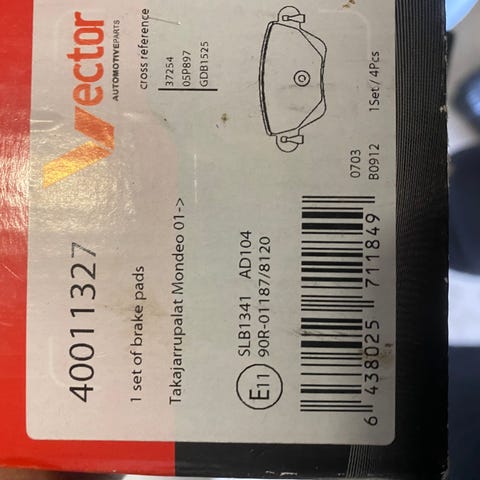 Vector
AUTOMOTIVEPARTS
cross reference
37254
05P897
GDB1525
40011327
1 set of brake pads
Takajarrupalat Mondeo 01->
E11
SLB1341 AD104
90R-01187/8120
0703
B0912
1Set / 4Pcs
6 438025 711849